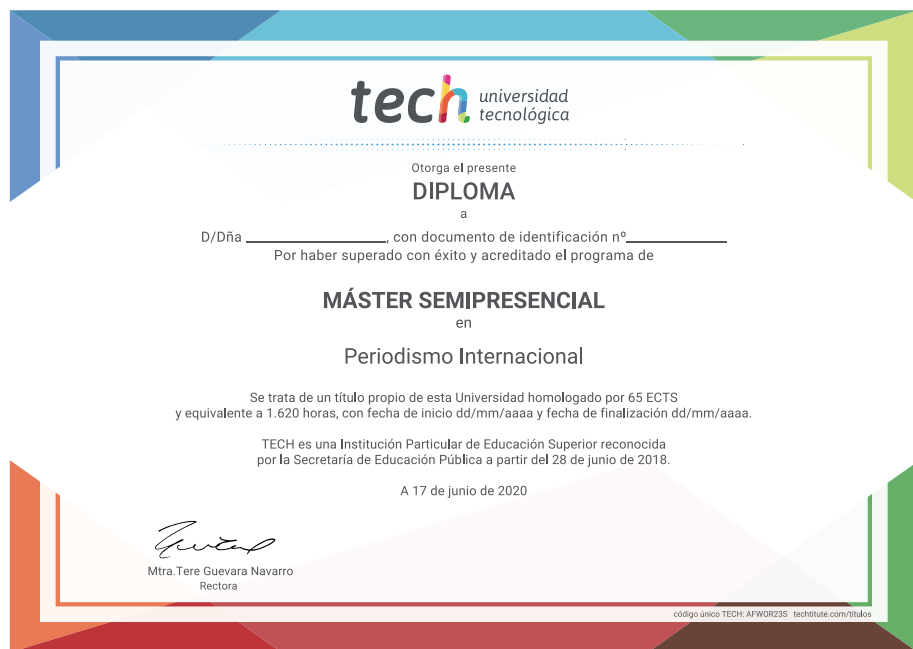 tech universidad
tecnológica
Otorga el presente
DIPLOMA
a
D/Dña ____________, con documento de identificación nº____________
Por haber superado con éxito y acreditado el programa de
MÁSTER SEMIPRESENCIAL
en
Periodismo Internacional
Se trata de un título propio de esta Universidad homologado por 65 ECTS
y equivalente a 1.620 horas, con fecha de inicio dd/mm/aaaa y fecha de finalización dd/mm/aaaa.
TECH es una Institución Particular de Educación Superior reconocida
por la Secretaría de Educación Pública a partir del 28 de junio de 2018.
A 17 de junio de 2020
Mtra.Tere Guevara Navarro
Rectora
código único TECH: AFWOR23S techtitute.com/titulos